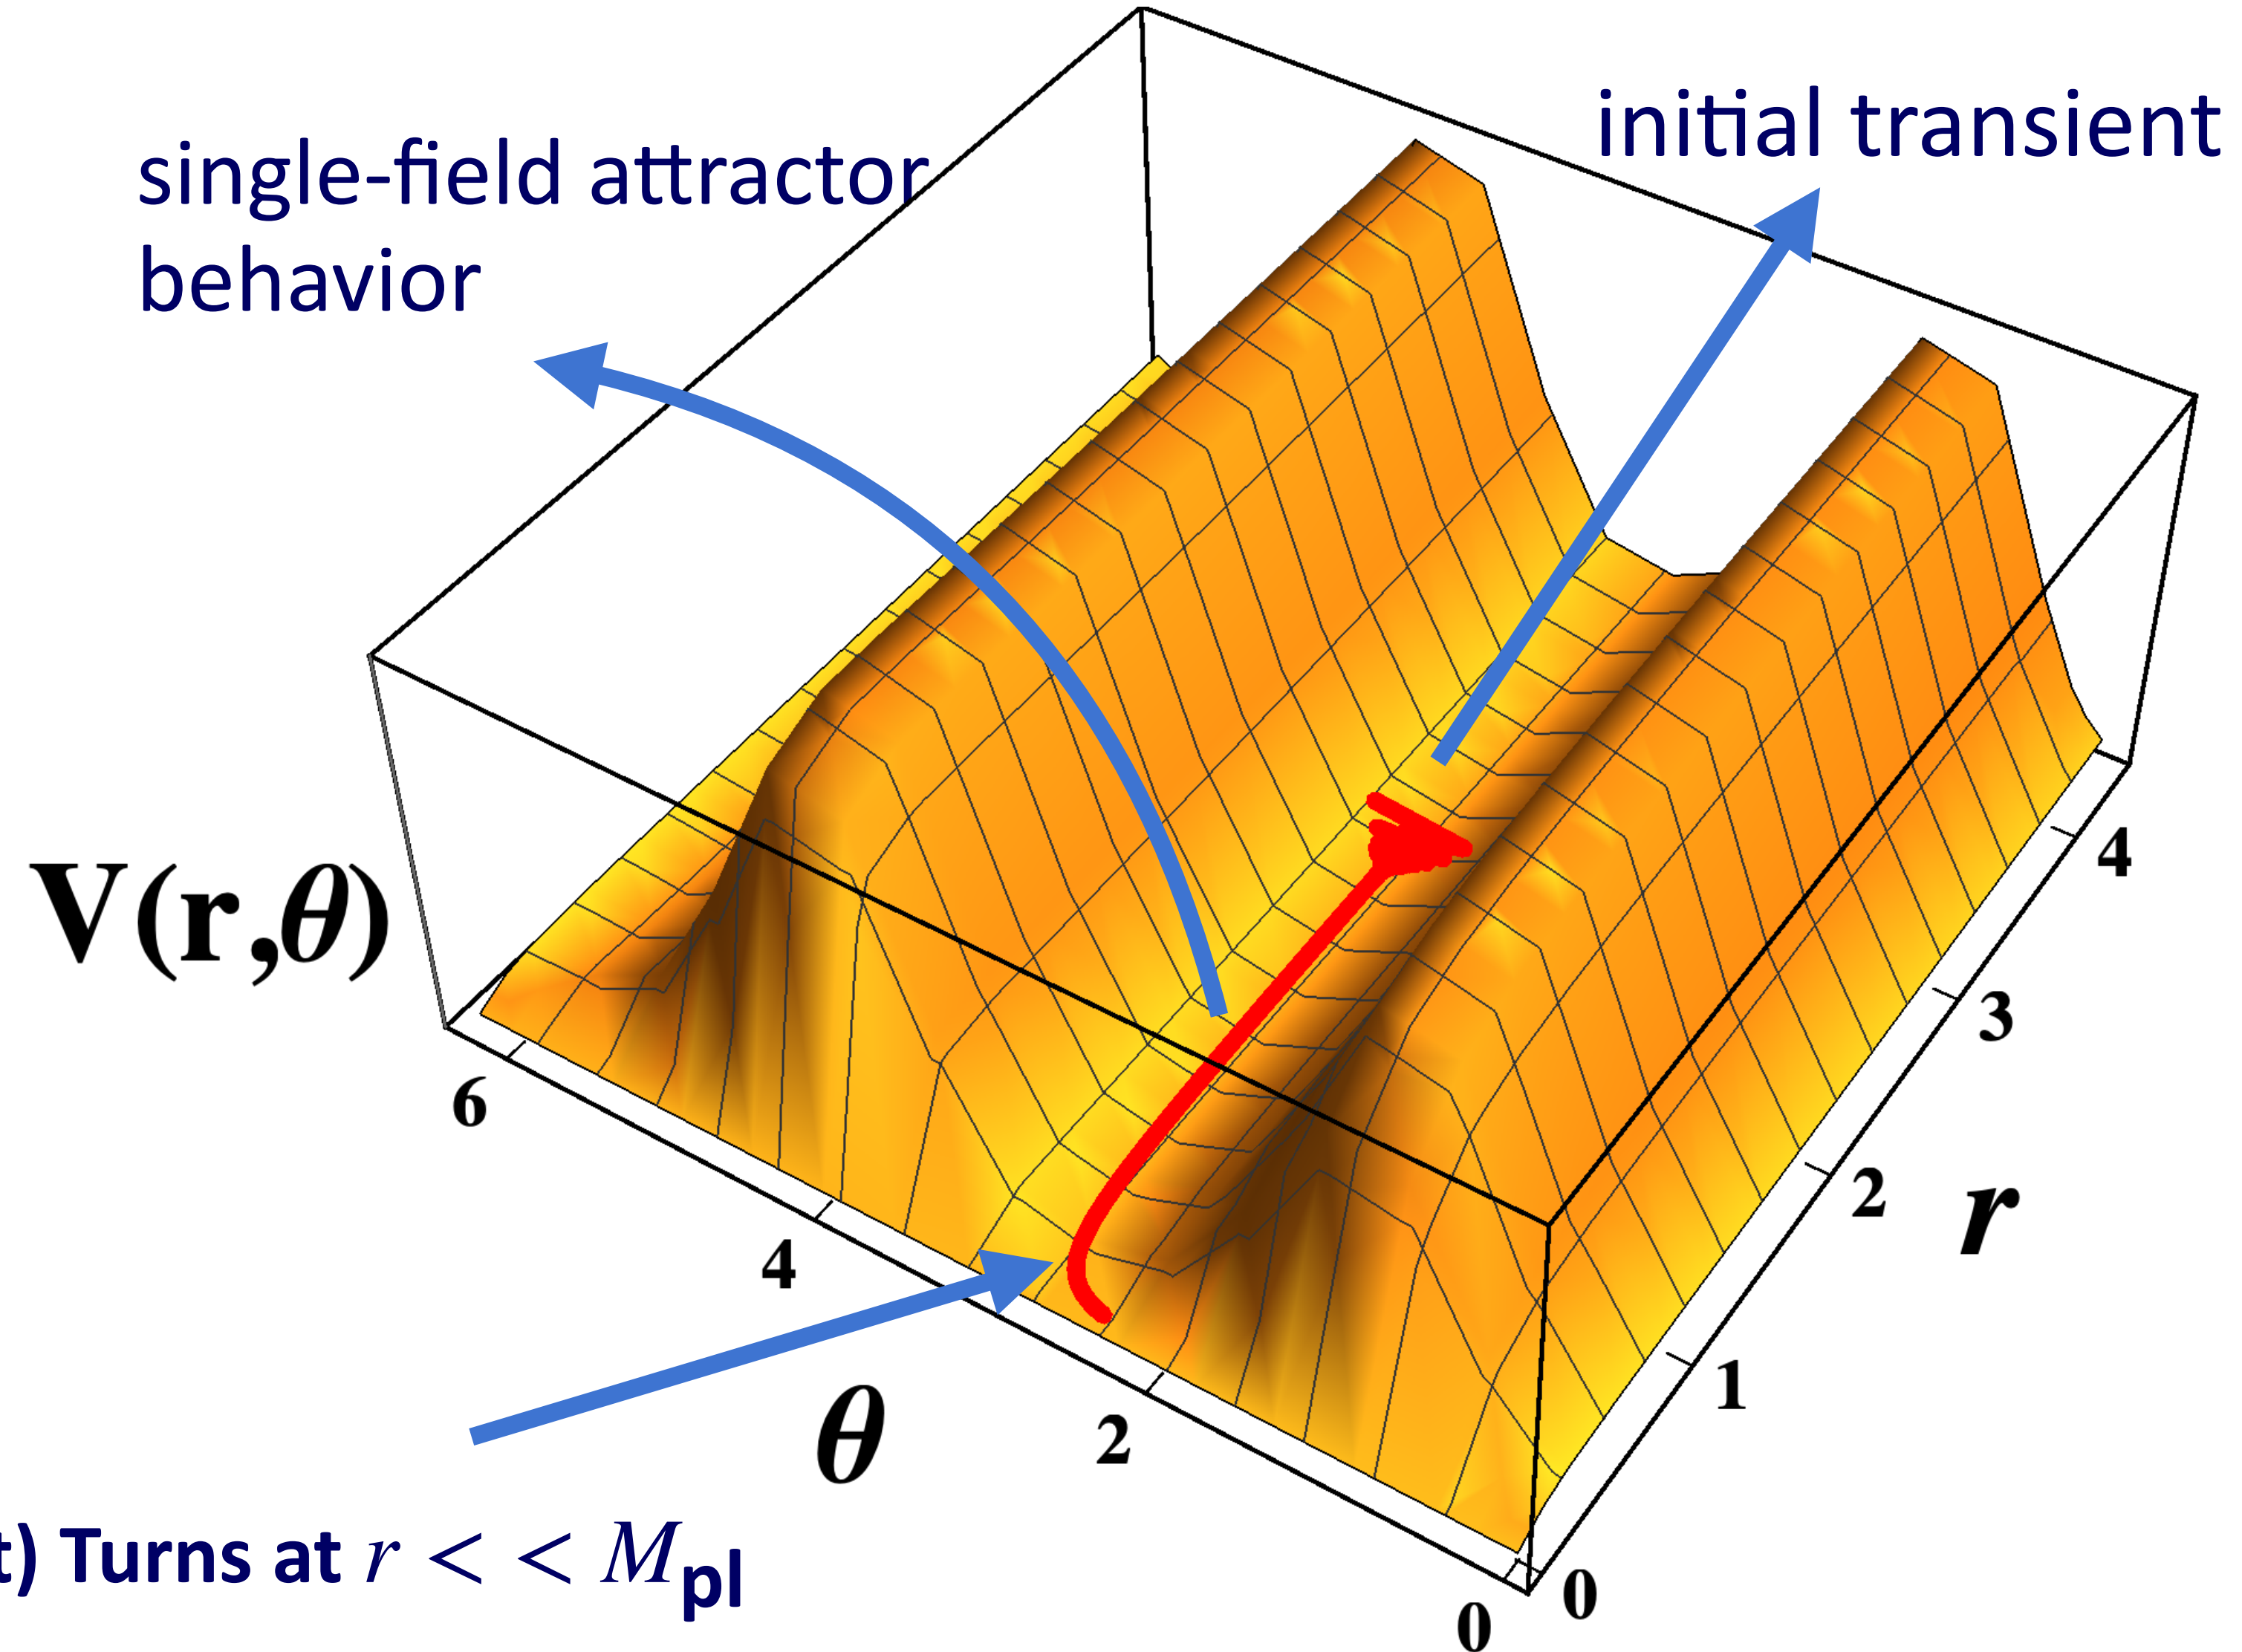 single-field attractor
behavior
initial transient
V(r,θ)
6
4
2
0
θ
4
3
2
1
0
r
t) Turns at r < < Mpl